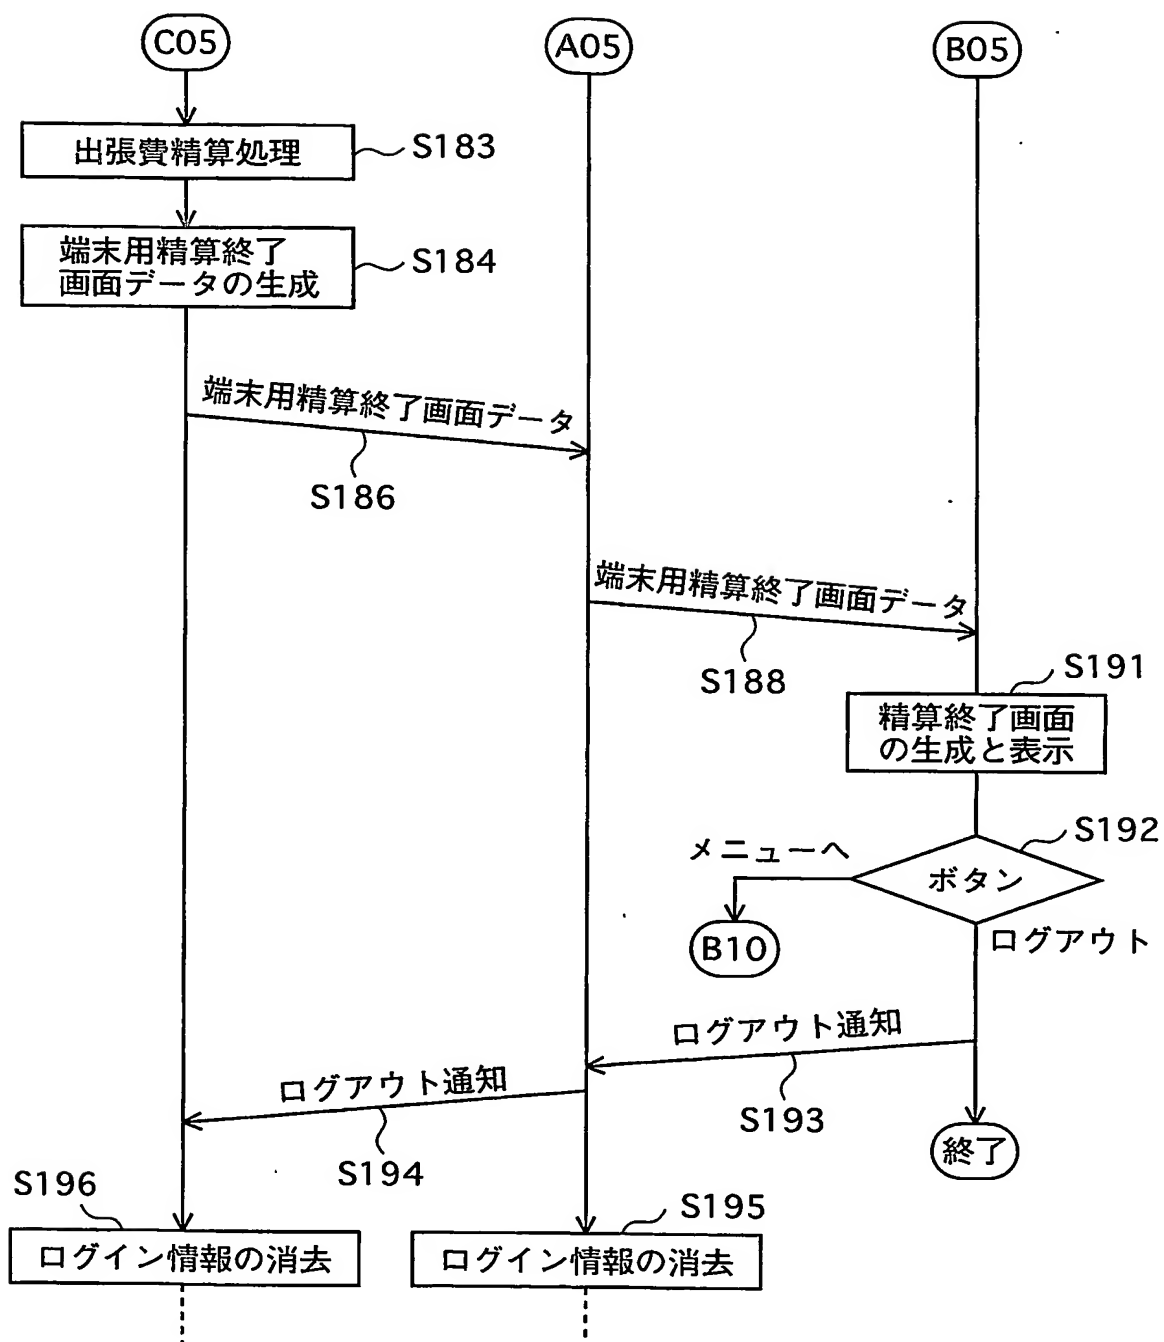 C05
A05
B05
出張費精算処理
S183
端末用精算終了
画面データの生成
S184
端末用精算終了画面データ
S186
端末用精算終了画面データ
S188
S191
精算終了画面
の生成と表示
S192
メニューへ
ボタン
B10
ログアウト
ログアウト通知
S193
ログアウト通知
S194
終了
S196
ログイン情報の消去
S195
ログイン情報の消去